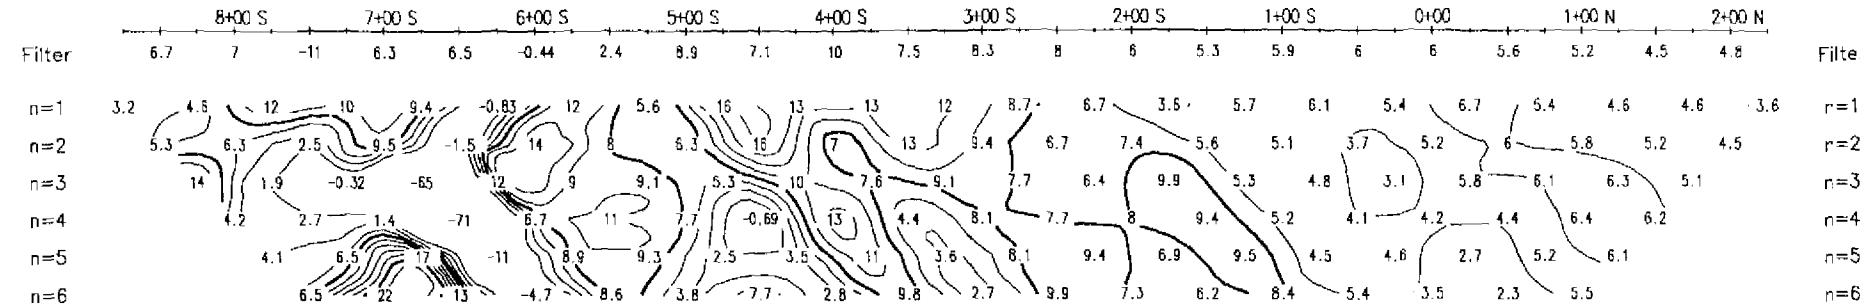 8+00 S 7+00 S 6+00 S 5+00 S 4+00 S 3+00 S 2+00 S 1+00 S 0+00 1+00 N 2+00 N
Filter 6.7 7 -11 6.3 6.5 -0.44 2.4 8.9 7.1 10 7.5 8.3 8 6 5.3 5.9 6 6 5.6 5.2 4.5 4.8 Filte
n=1 3.2 4.6 12 10 9.4 -0.83 12 5.6 16 13 13 12 8.7 6.7 3.6 5.7 6.1 5.4 6.7 5.4 4.6 4.6 3.6 n=1
n=2 5.3 6.3 2.5 9.5 -1.5 14 8 6.3 16 7 13 9.4 6.7 7.4 5.6 5.1 3.7 5.2 6 5.8 5.2 4.5 n=2
n=3 14 1.9 -0.32 -65 12 9 9.1 5.3 10 7.6 9.1 7.7 6.4 9.9 5.3 4.8 3.1 5.8 6.1 6.3 5.1 n=3
n=4 4.2 2.7 1.4 -71 6.7 11 7.7 -0.69 13 4.4 8.1 7.7 8 9.4 5.2 4.1 4.2 4.4 6.4 6.2 n=4
n=5 4.1 6.5 17 -11 8.9 9.3 2.5 3.5 11 3.6 8.1 9.4 6.9 9.5 4.5 4.6 2.7 5.2 6.1 n=5
n=6 6.5 22 13 -4.7 8.6 3.8 7.7 2.8 9.8 2.7 9.9 7.3 6.2 8.4 5.4 3.5 2.3 5.5 n=6